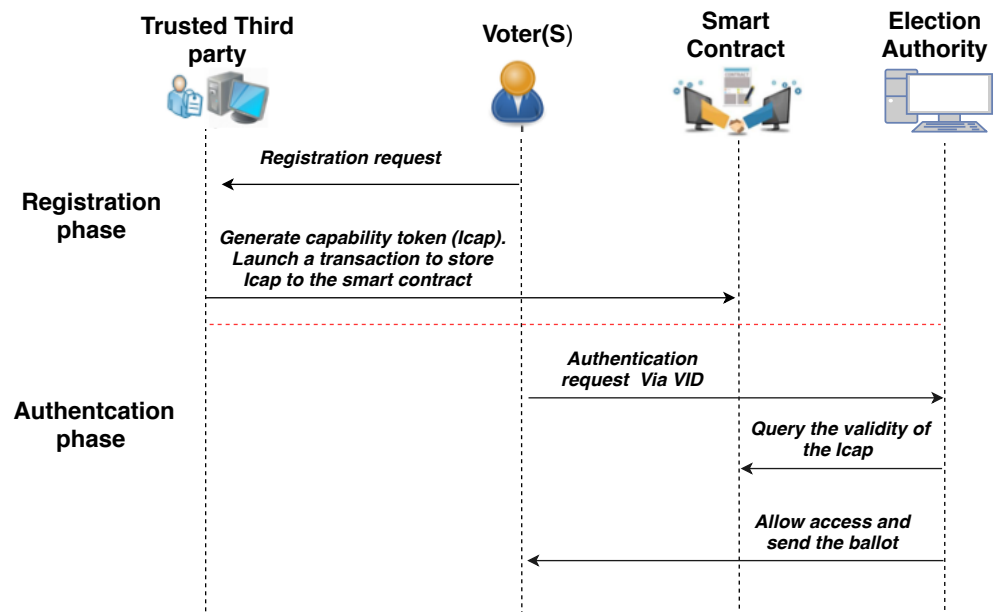 Trusted Third
party
Voter(S)
Smart
Contract
Election
Authority
Registration request
Registration
phase
Generate capability token (Icap).
Launch a transaction to store
Icap to the smart contract
Authentication
request Via VID
Authentcation
phase
Query the validity of
the Icap
Allow access and
send the ballot